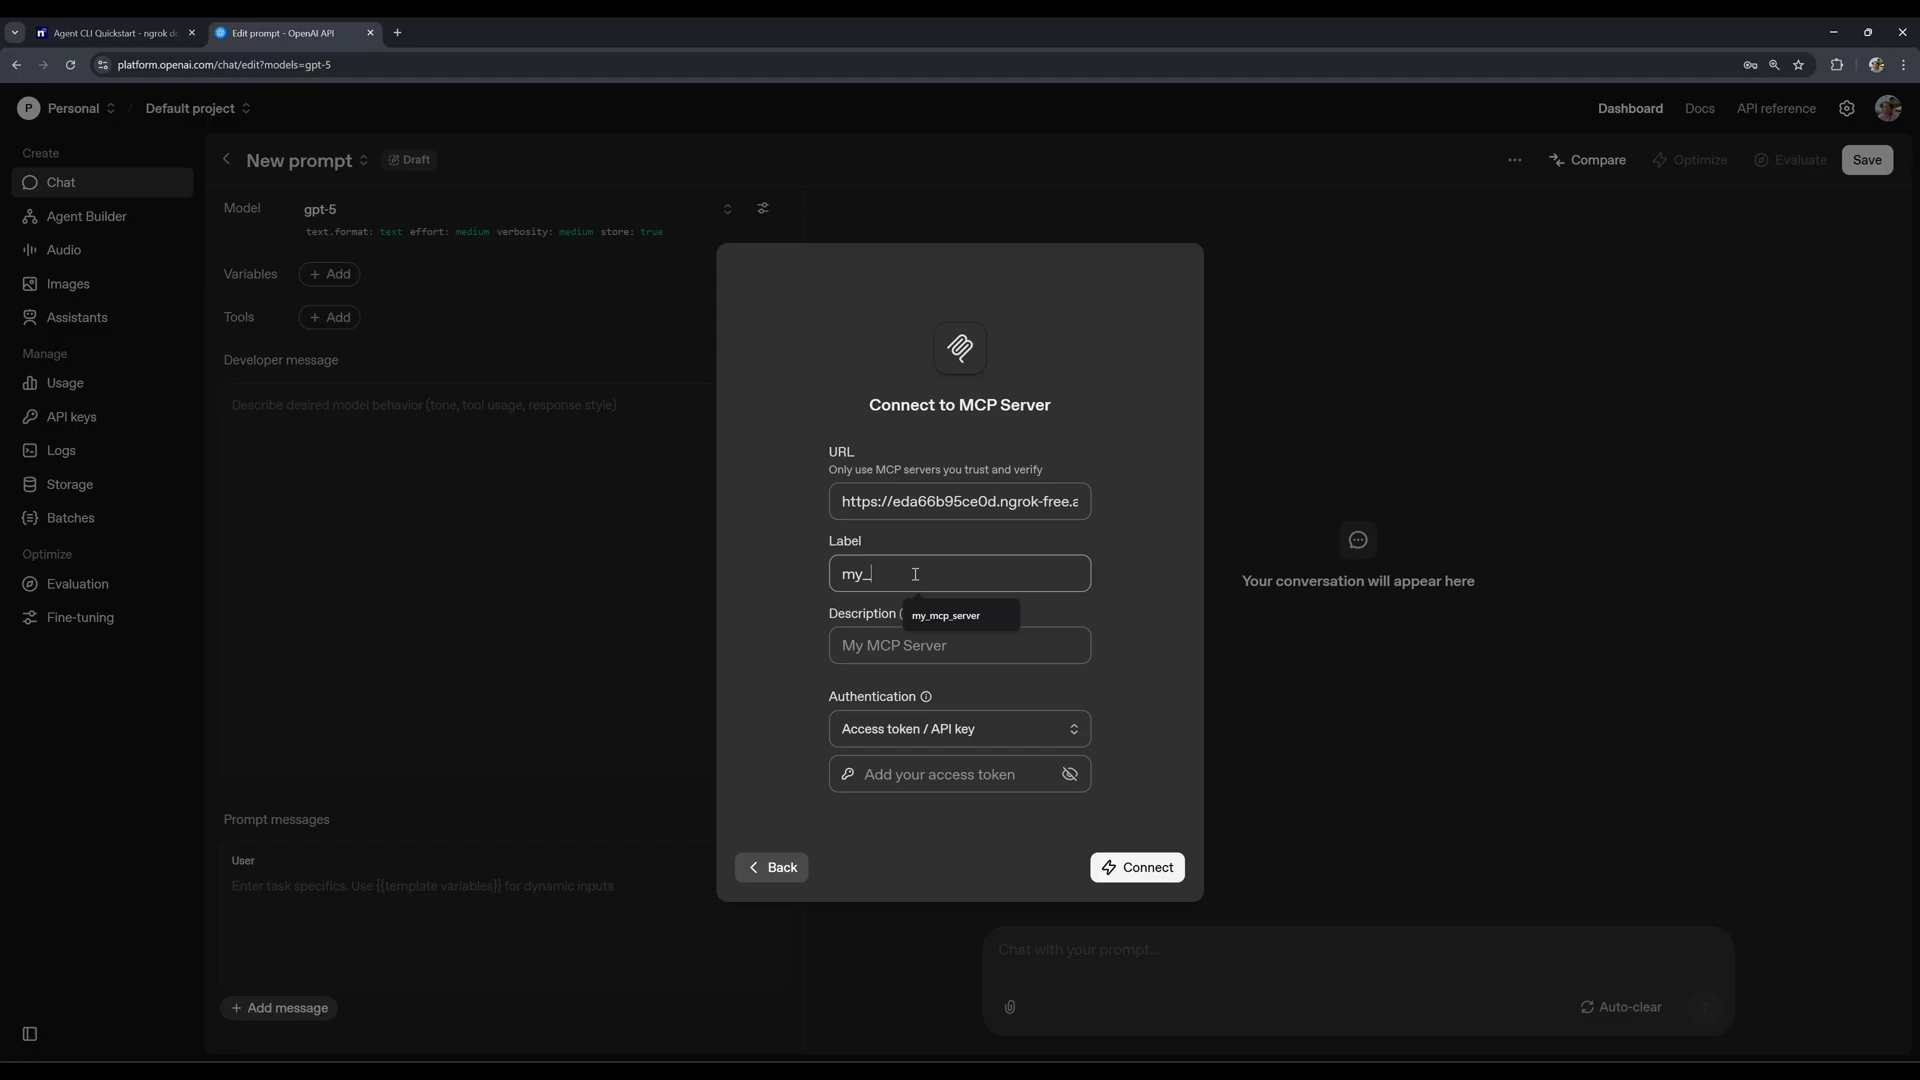 Agent CLI Quickstart - ngrok d
Edit prompt - OpenAI API
platform.openai.com/chat/edit?models=gpt-5
P Personal / Default project
Dashboard Docs API reference
Create
Chat
Agent Builder
Audio
Images
Assistants
Manage
Usage
API keys
Logs
Storage
Batches
Optimize
Evaluation
Fine-tuning
New prompt Draft
Compare Optimize Evaluate Save
Model gpt-5
text.format: text effort: medium verbosity: medium store: true
Variables + Add
Tools + Add
Developer message
Describe desired model behavior (tone, tool usage, response style)
Prompt messages
User
Enter task specifics. Use {{template variables}} for dynamic inputs
+ Add message
Connect to MCP Server
URL
Only use MCP servers you trust and verify
https://eda66b95ce0d.ngrok-free.a
Label
my_
Description (
my_mcp_server
My MCP Server
Authentication
Access token / API key
Add your access token
Back
Connect
Your conversation will appear here
Chat with your prompt...
Auto-clear